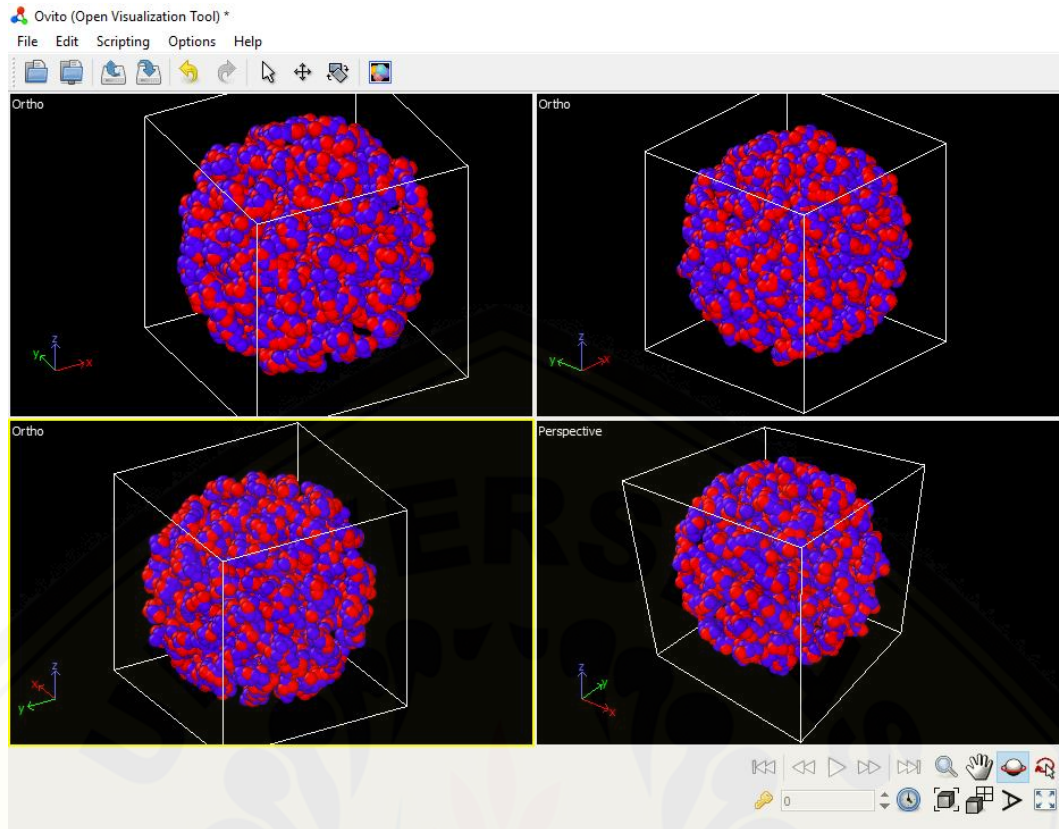 Ovito (Open Visualization Tool) *
File Edit Scripting Options Help
Ortho
z
y
x
Ortho
z
y
x
Ortho
z
x
y
Perspective
z
y
x
0